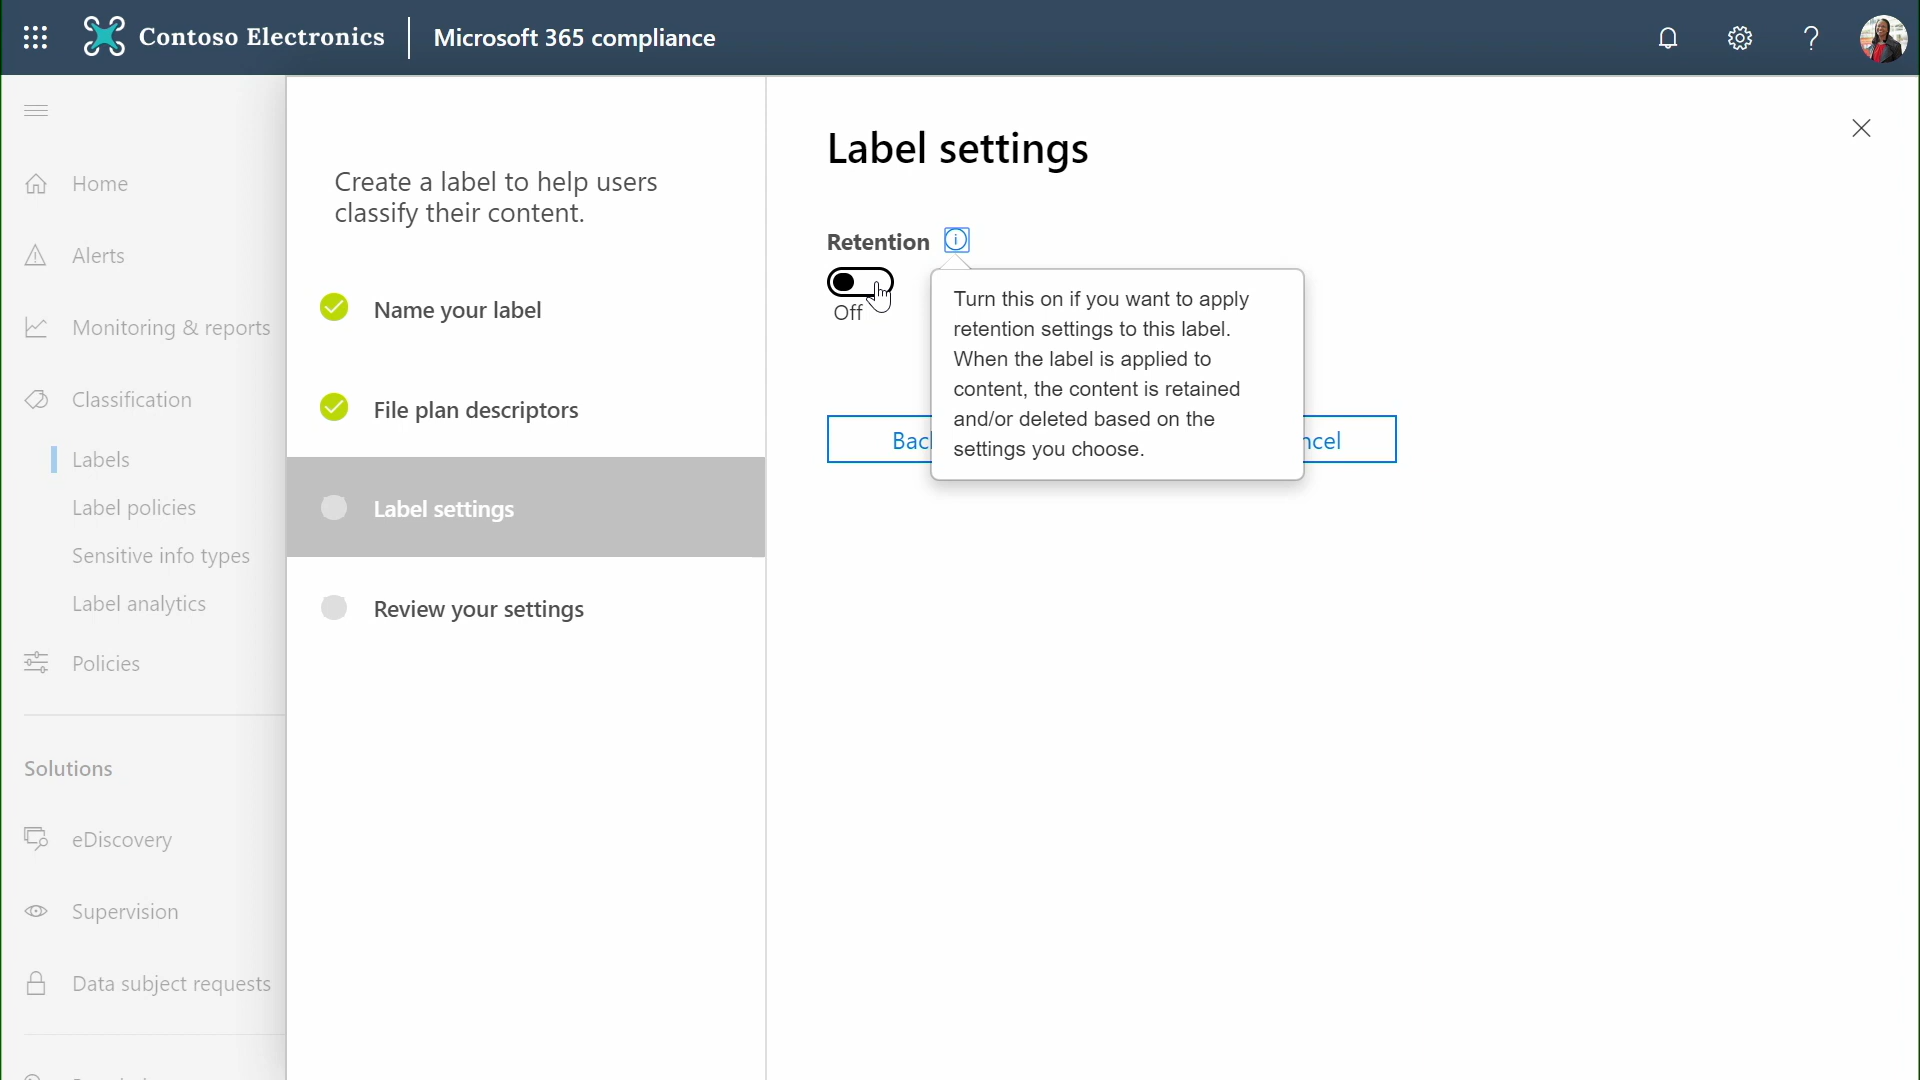 Contoso Electronics
Microsoft 365 compliance
Home
Alerts
Monitoring & reports
Classification
Labels
Label policies
Sensitive info types
Label analytics
Policies
Solutions
eDiscovery
Supervision
Data subject requests
Create a label to help users
classify their content.
Name your label
File plan descriptors
Label settings
Review your settings
Label settings
Retention
Off
Turn this on if you want to apply
retention settings to this label.
When the label is applied to
content, the content is retained
and/or deleted based on the
settings you choose.
Bac
ncel